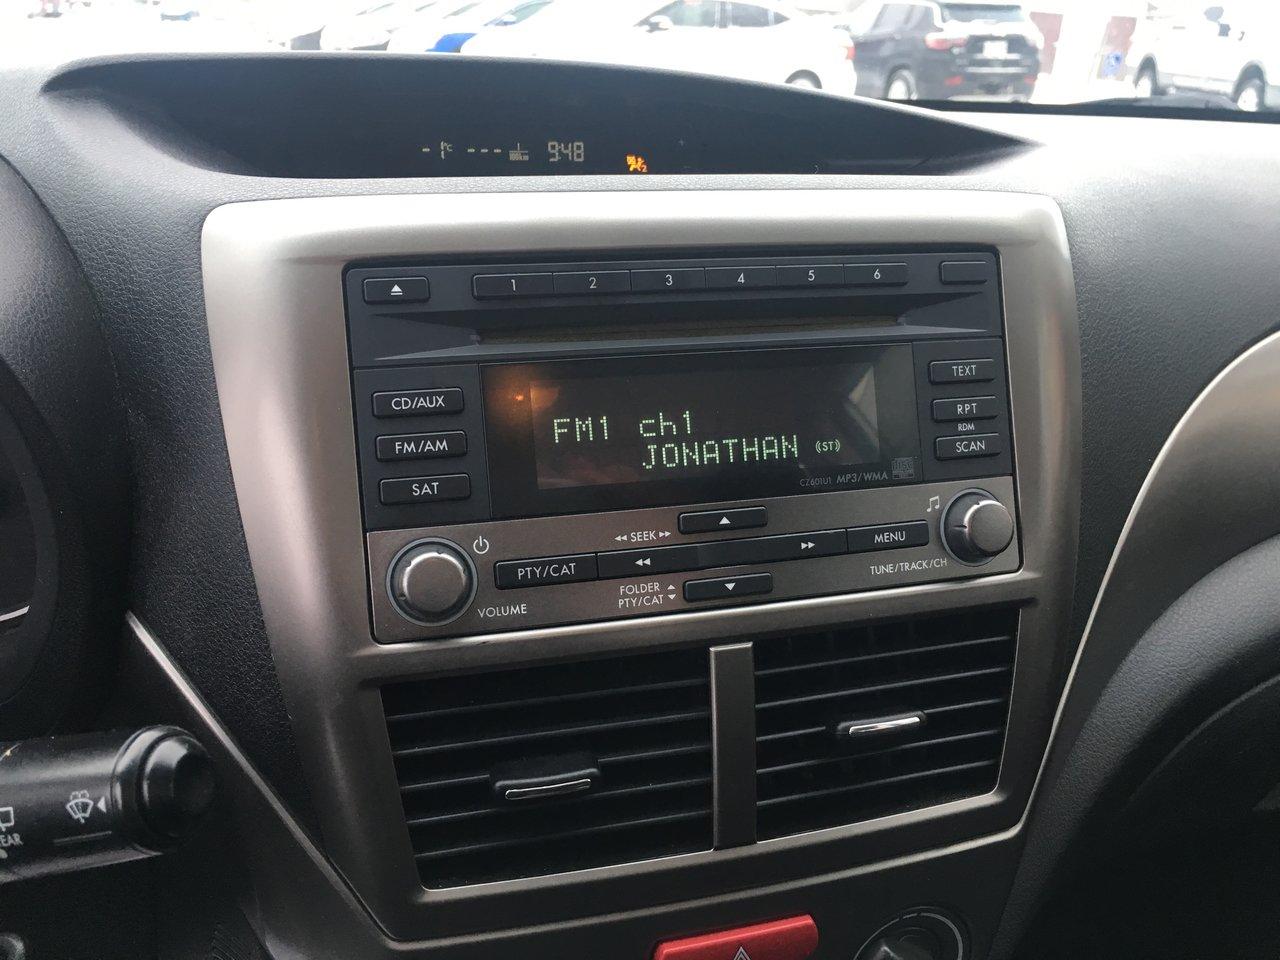 -1°C --- L/100km 9:48
1 2 3 4 5 6
CD/AUX
TEXT
FM/AM
RPT
RDM
SCAN
SAT
FM1 ch1
JONATHAN (ST)
CZ601U1 MP3/WMA
SEEK
MENU
PTY/CAT
FOLDER
PTY/CAT
TUNE/TRACK/CH
VOLUME